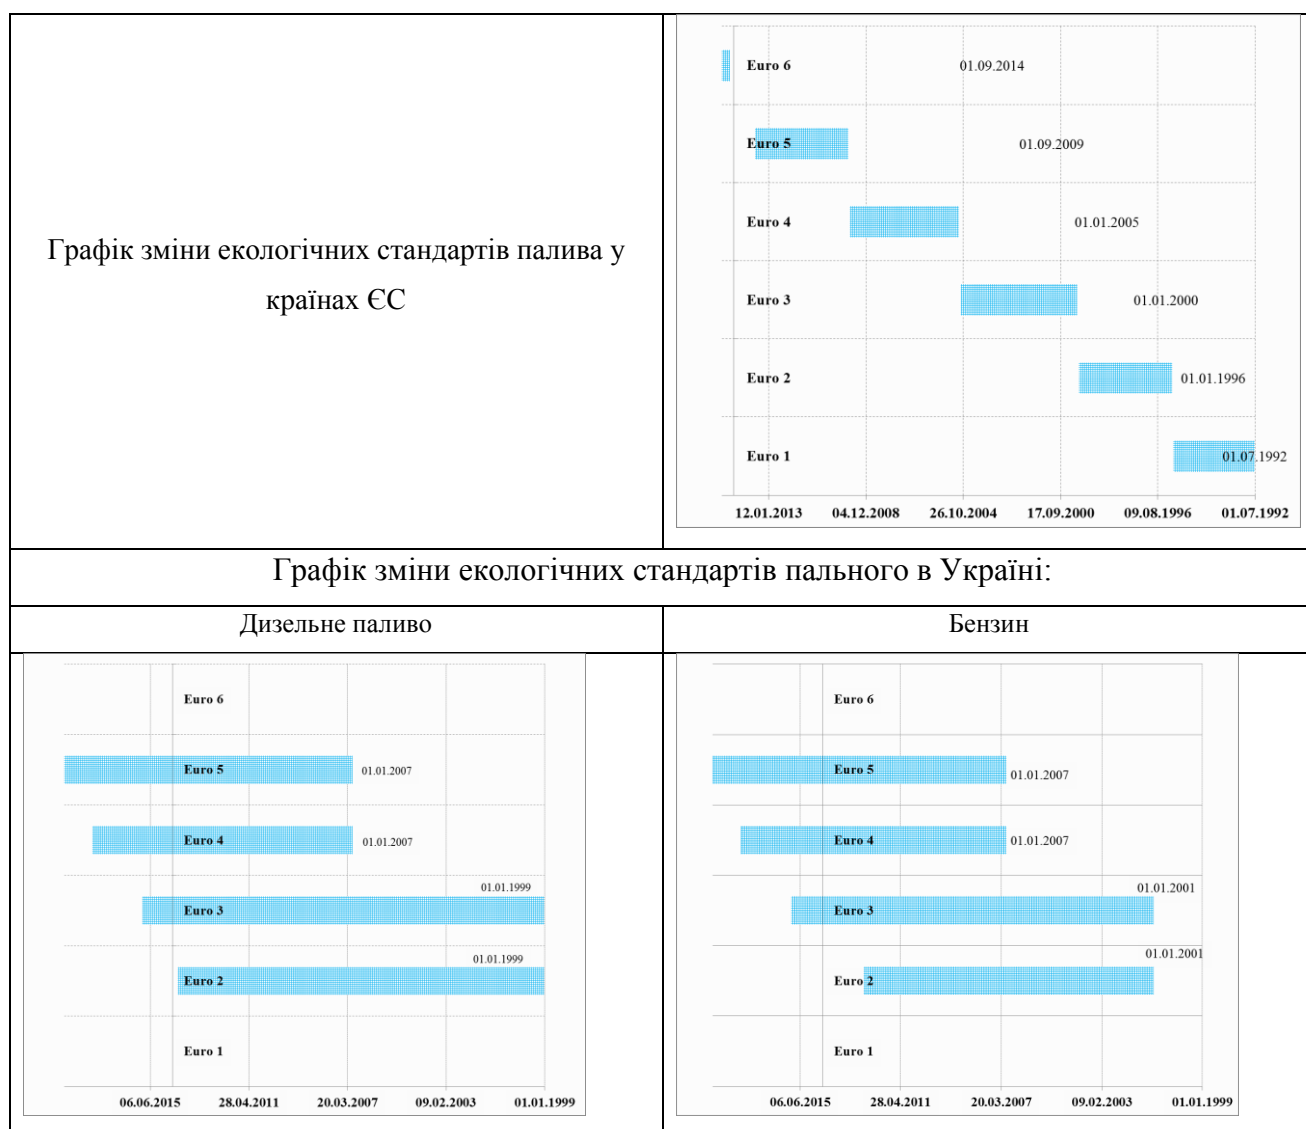 Графік зміни екологічних стандартів палива у
країнах ЄС
Euro 6
01.09.2014
Euro 5
01.09.2009
Euro 4
01.01.2005
Euro 3
01.01.2000
Euro 2
01.01.1996
Euro 1
01.07.1992
12.01.2013 04.12.2008 26.10.2004 17.09.2000 09.08.1996 01.07.1992
Графік зміни екологічних стандартів пального в Україні:
Дизельне паливо
Бензин
Euro 6
Euro 5
01.01.2007
Euro 4
01.01.2007
01.01.1999
Euro 3
01.01.1999
Euro 2
Euro 1
06.06.2015 28.04.2011 20.03.2007 09.02.2003 01.01.1999
Euro 6
Euro 5
01.01.2007
Euro 4
01.01.2007
01.01.2001
Euro 3
01.01.2001
Euro 2
Euro 1
06.06.2015 28.04.2011 20.03.2007 09.02.2003 01.01.1999